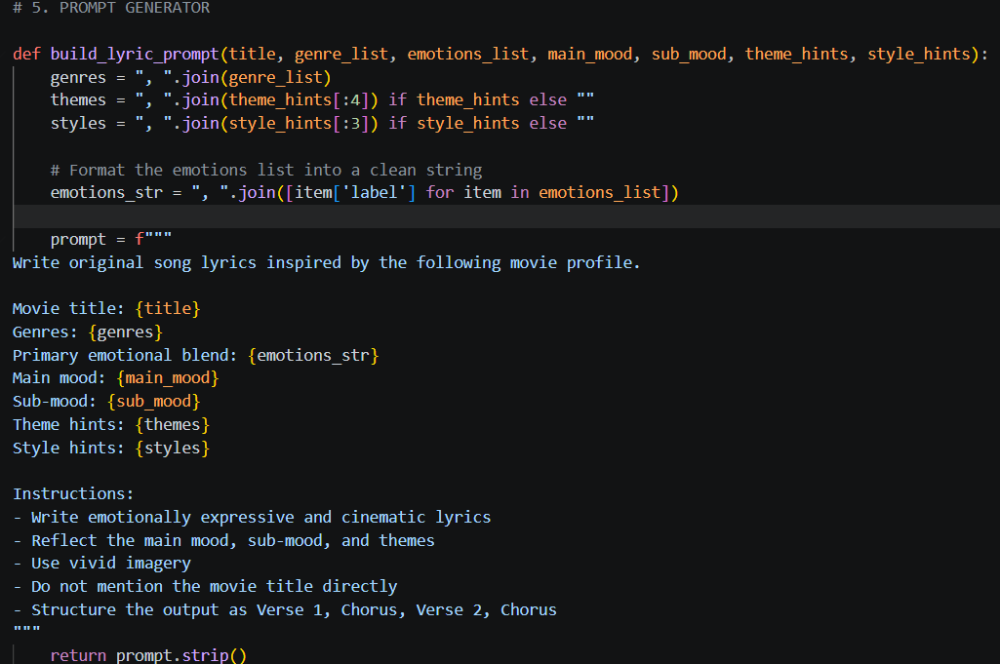 # 5. PROMPT GENERATOR
def build_lyric_prompt(title, genre_list, emotions_list, main_mood, sub_mood, theme_hints, style_hints):
    genres = ", ".join(genre_list)
    themes = ", ".join(theme_hints[:4]) if theme_hints else ""
    styles = ", ".join(style_hints[:3]) if style_hints else ""

    # Format the emotions list into a clean string
    emotions_str = ", ".join([item['label'] for item in emotions_list])

    prompt = f"""
Write original song lyrics inspired by the following movie profile.

Movie title: {title}
Genres: {genres}
Primary emotional blend: {emotions_str}
Main mood: {main_mood}
Sub-mood: {sub_mood}
Theme hints: {themes}
Style hints: {styles}

Instructions:
- Write emotionally expressive and cinematic lyrics
- Reflect the main mood, sub-mood, and themes
- Use vivid imagery
- Do not mention the movie title directly
- Structure the output as Verse 1, Chorus, Verse 2, Chorus
"""
    return prompt.strip()